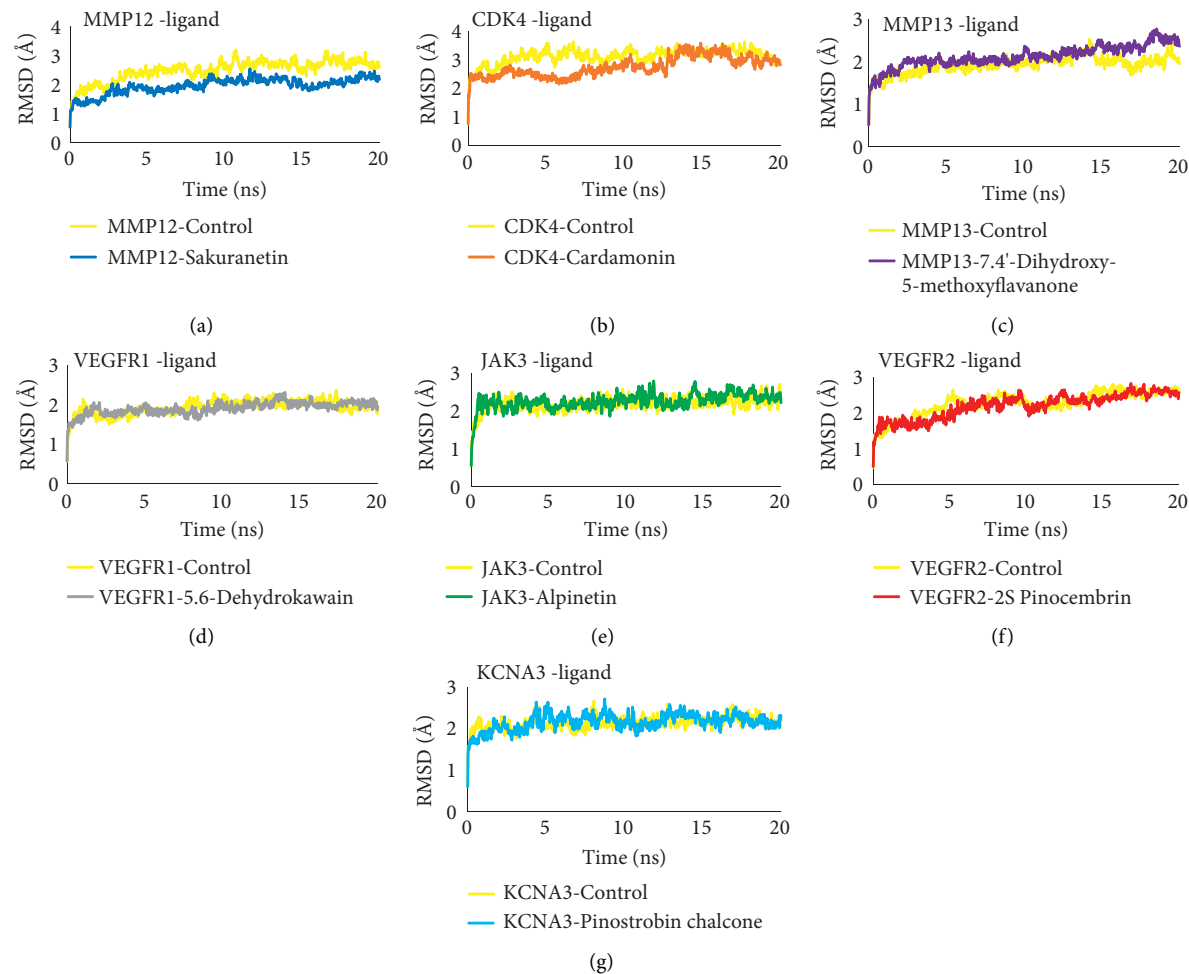 MMP12 -ligand
RMSD (Å)
4
3
2
1
0
0 5 10 15 20
Time (ns)
MMP12-Control
MMP12-Sakuranetin
(a)
CDK4 -ligand
RMSD (Å)
4
3
2
1
0
0 5 10 15 20
Time (ns)
CDK4-Control
CDK4-Cardamonin
(b)
MMP13 -ligand
RMSD (Å)
3
2
1
0
0 5 10 15 20
Time (ns)
MMP13-Control
MMP13-7.4'-Dihydroxy-
5-methoxyflavanone
(c)
VEGFR1 -ligand
RMSD (Å)
3
2
1
0
0 5 10 15 20
Time (ns)
VEGFR1-Control
VEGFR1-5.6-Dehydrokawain
(d)
JAK3 -ligand
RMSD (Å)
3
2
1
0
0 5 10 15 20
Time (ns)
JAK3-Control
JAK3-Alpinetin
(e)
VEGFR2 -ligand
RMSD (Å)
3
2
1
0
0 5 10 15 20
Time (ns)
VEGFR2-Control
VEGFR2-2S Pinocembrin
(f)
KCNA3 -ligand
RMSD (Å)
3
2
1
0
0 5 10 15 20
Time (ns)
KCNA3-Control
KCNA3-Pinostrobin chalcone
(g)